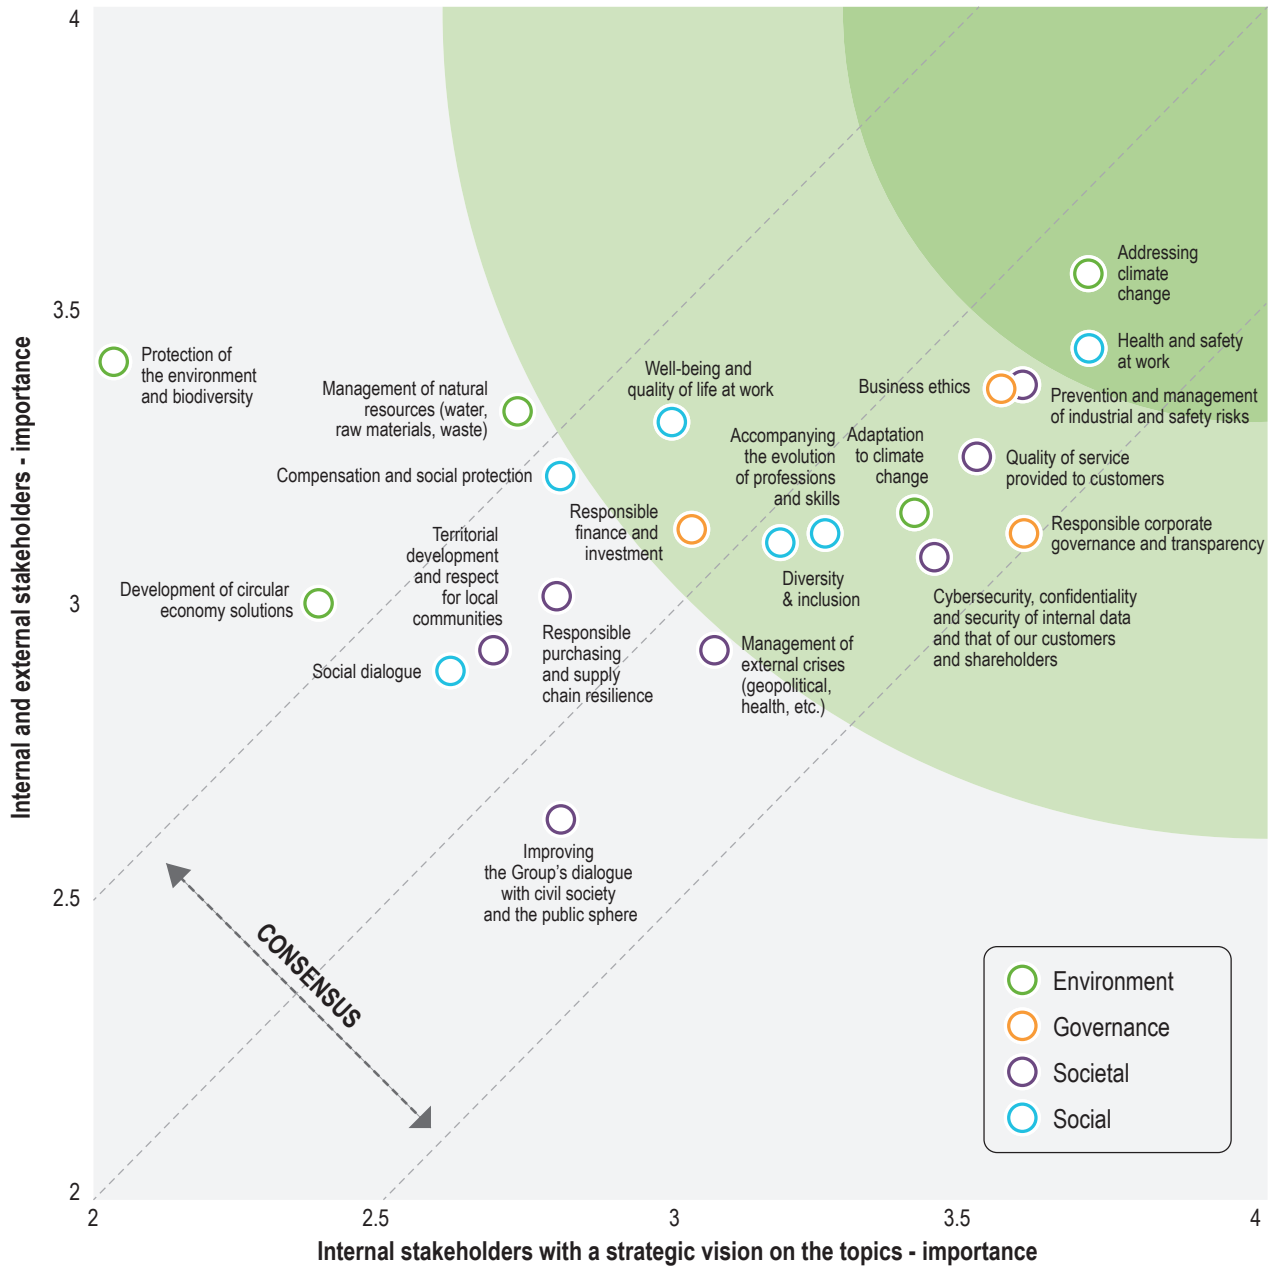 4
3.5
3
2.5
2
Internal and external stakeholders - importance
Addressing
climate
change
Health and safety
at work
Protection of
the environment
and biodiversity
Management of natural
resources (water,
raw materials, waste)
Well-being and
quality of life at work
Business ethics
Prevention and management
of industrial and safety risks
Compensation and social protection
Accompanying
the evolution
of professions
and skills
Adaptation
to climate
change
Quality of service
provided to customers
Responsible
finance and
investment
Responsible corporate
governance and transparency
Territorial
development
and respect
for local
communities
Development of circular
economy solutions
Diversity
& inclusion
Cybersecurity, confidentiality
and security of internal data
and that of our customers
and shareholders
Social dialogue
Responsible
purchasing
and supply
chain resilience
Management of
external crises
(geopolitical,
health, etc.)
Improving
the Group's dialogue
with civil society
and the public sphere
CONSENSUS
Environment
Governance
Societal
Social
2
2.5
3
3.5
4
Internal stakeholders with a strategic vision on the topics - importance